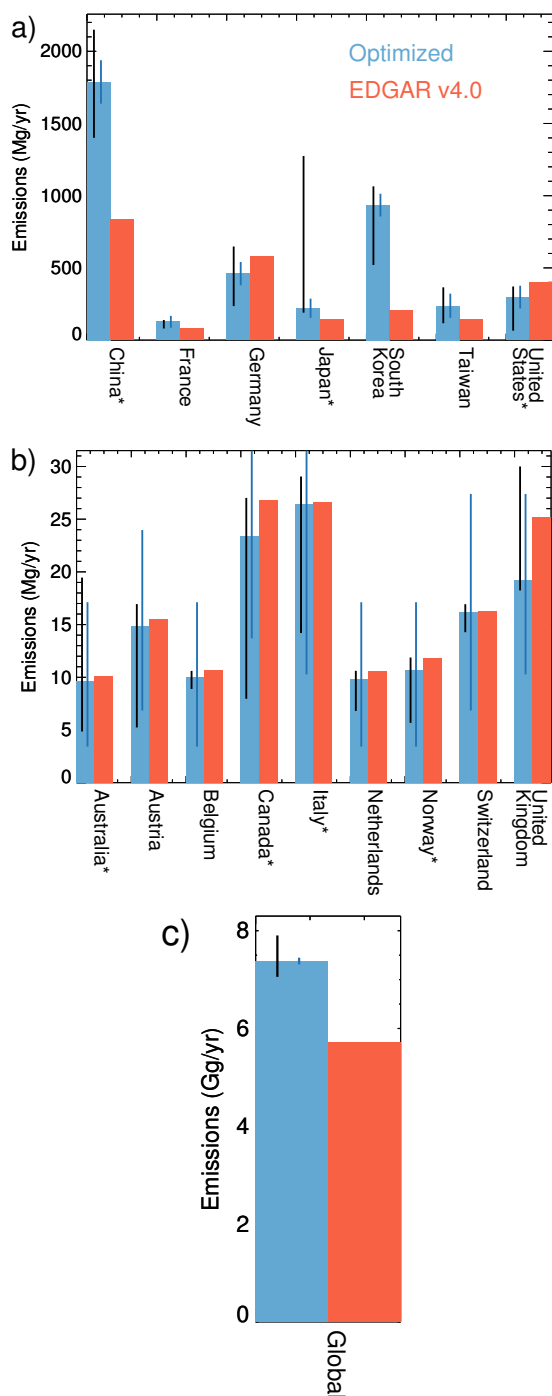 a)
Optimized
EDGAR v4.0
Emissions (Mg/yr)
2000
1500
1000
500
0
China*
France
Germany
Japan*
South
Korea
Taiwan
United
States*
b)
Emissions (Mg/yr)
30
25
20
15
10
5
0
Australia*
Austria
Belgium
Canada*
Italy*
Netherlands
Norway*
Switzerland
United
Kingdom
c)
Emissions (Gg/yr)
8
6
4
2
0
Globa